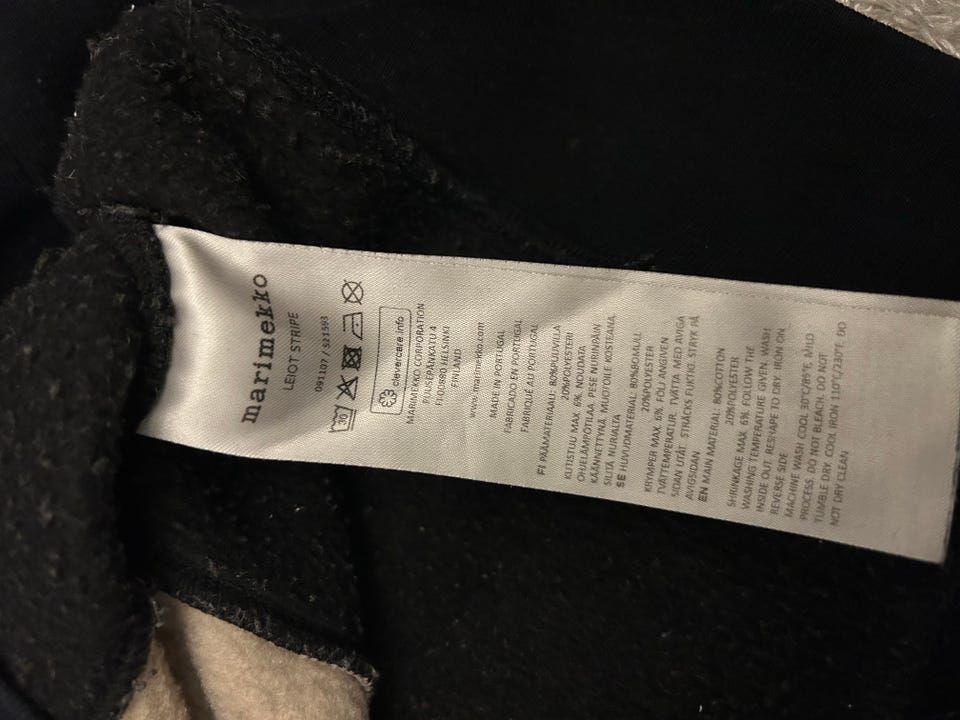 marimekko
LEIOT STRIPE
091107 / 521593
30
clevercare.info
MARIMEKKO CORPORATION
PUUSEPÄNKATU 4
FI-00880 HELSINKI
FINLAND
www.marimekko.com
MADE IN PORTUGAL
FABRICADO EN PORTUGAL
FABRIQUÉ AU PORTUGAL
FI PÄÄMATERIAALI: 80%PUUVILLA
20%POLYESTERI
KUTISTUU MAX. 6%. NOUDATA
OHJELÄMPÖTILAA. PESE NURINPÄIN
KÄÄNNETTYNÄ. MUOTOILE KOSTEANA.
SILITÄ NURJALTA
SE HUVUDMATERIAL: 80%BOMULL
20%POLYESTER
KRYMPER MAX. 6%. FÖLJ ANGIVEN
TVÄTTEMPERATUR. TVÄTTA MED AVIGA
SIDAN UTÅT. STRÄCKS FUKTIG. STRYK PÅ
AVIGSIDAN
EN MAIN MATERIAL: 80%COTTON
20%POLYESTER
SHRINKAGE MAX. 6%. FOLLOW THE
WASHING TEMPERATURE GIVEN. WASH
INSIDE OUT. RESHAPE TO DRY. IRON ON
REVERSE SIDE
MACHINE WASH COOL 30°C/85°F, MILD
PROCESS. DO NOT BLEACH. DO NOT
TUMBLE DRY. COOL IRON 110°C/230°F. DO
NOT DRY CLEAN